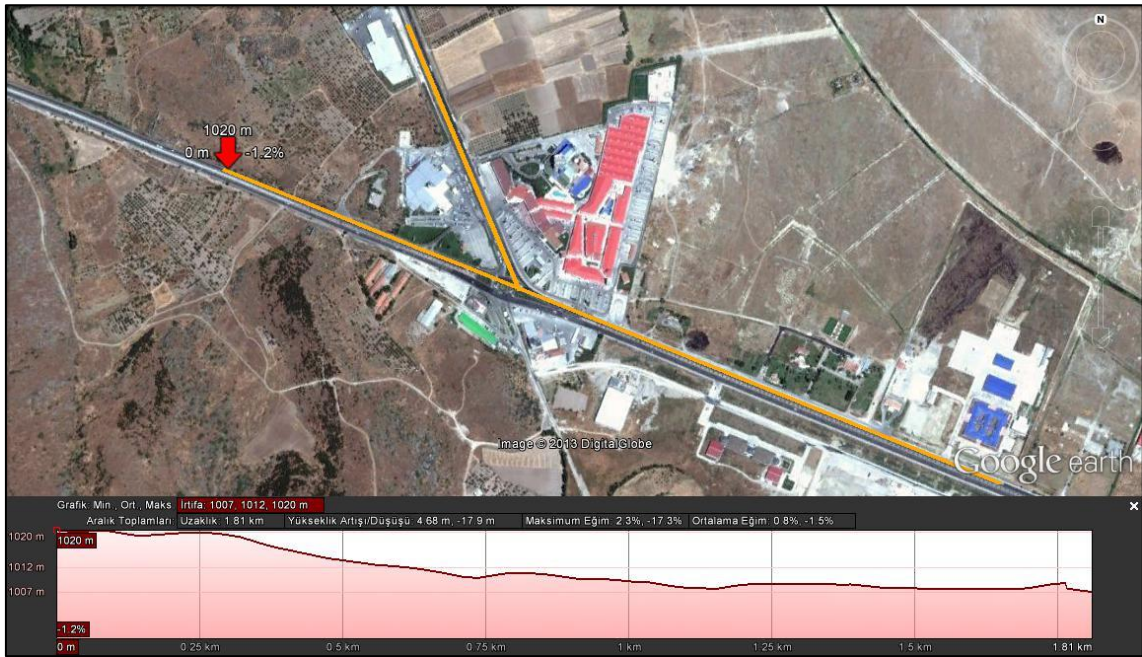 N
1020 m
0 m -1.2%
Image © 2013 DigitalGlobe
Google earth
Grafik: Min., Ort., Maks İrtifa: 1007, 1012, 1020 m
Aralık Toplamları: Uzaklık: 1.81 km Yükseklik Artışı/Düşüşü: 4.68 m, -17.9 m Maksimum Eğim: 2.3%, -17.3% Ortalama Eğim: 0.8%, -1.5%
1020 m
1020 m
1012 m
1007 m
-1.2%
0 m 0.25 km 0.5 km 0.75 km 1 km 1.25 km 1.5 km 1.81 km